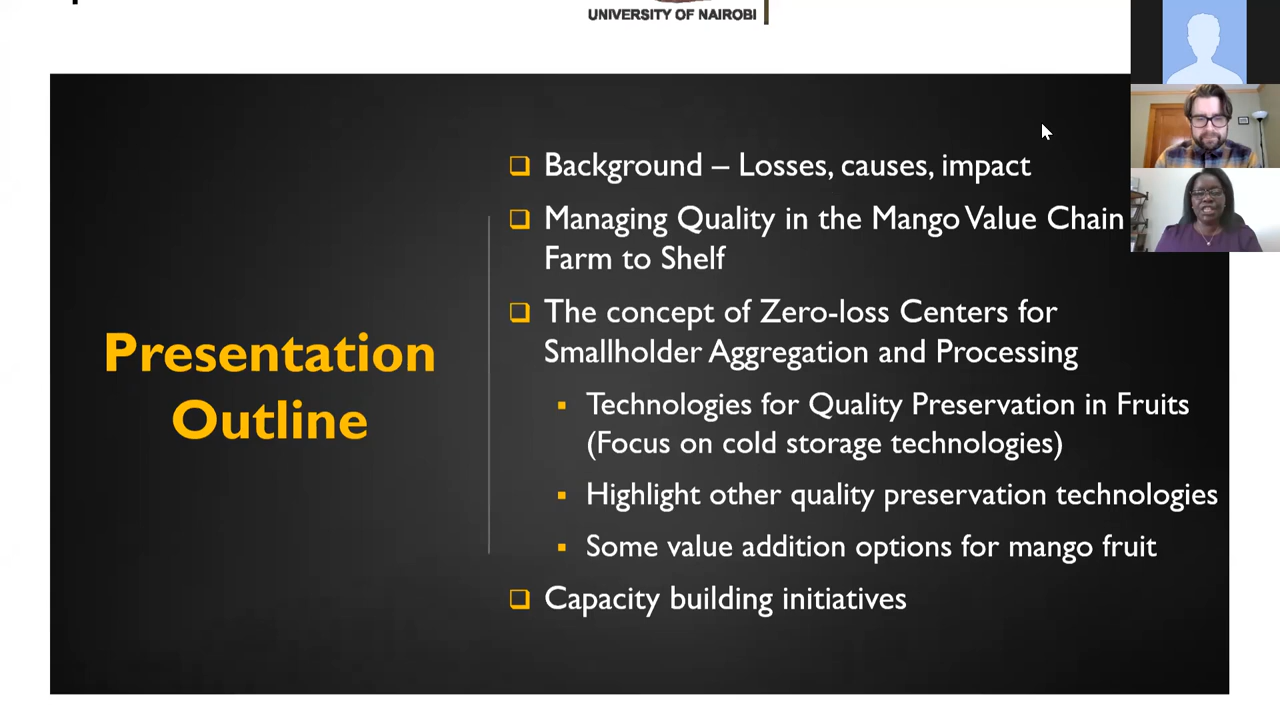 UNIVERSITY OF NAIROBI
Background – Losses, causes, impact
Managing Quality in the Mango Value Chain
Farm to Shelf
The concept of Zero-loss Centers for
Smallholder Aggregation and Processing
Presentation
Outline
Technologies for Quality Preservation in Fruits
(Focus on cold storage technologies)
Highlight other quality preservation technologies
Some value addition options for mango fruit
Capacity building initiatives